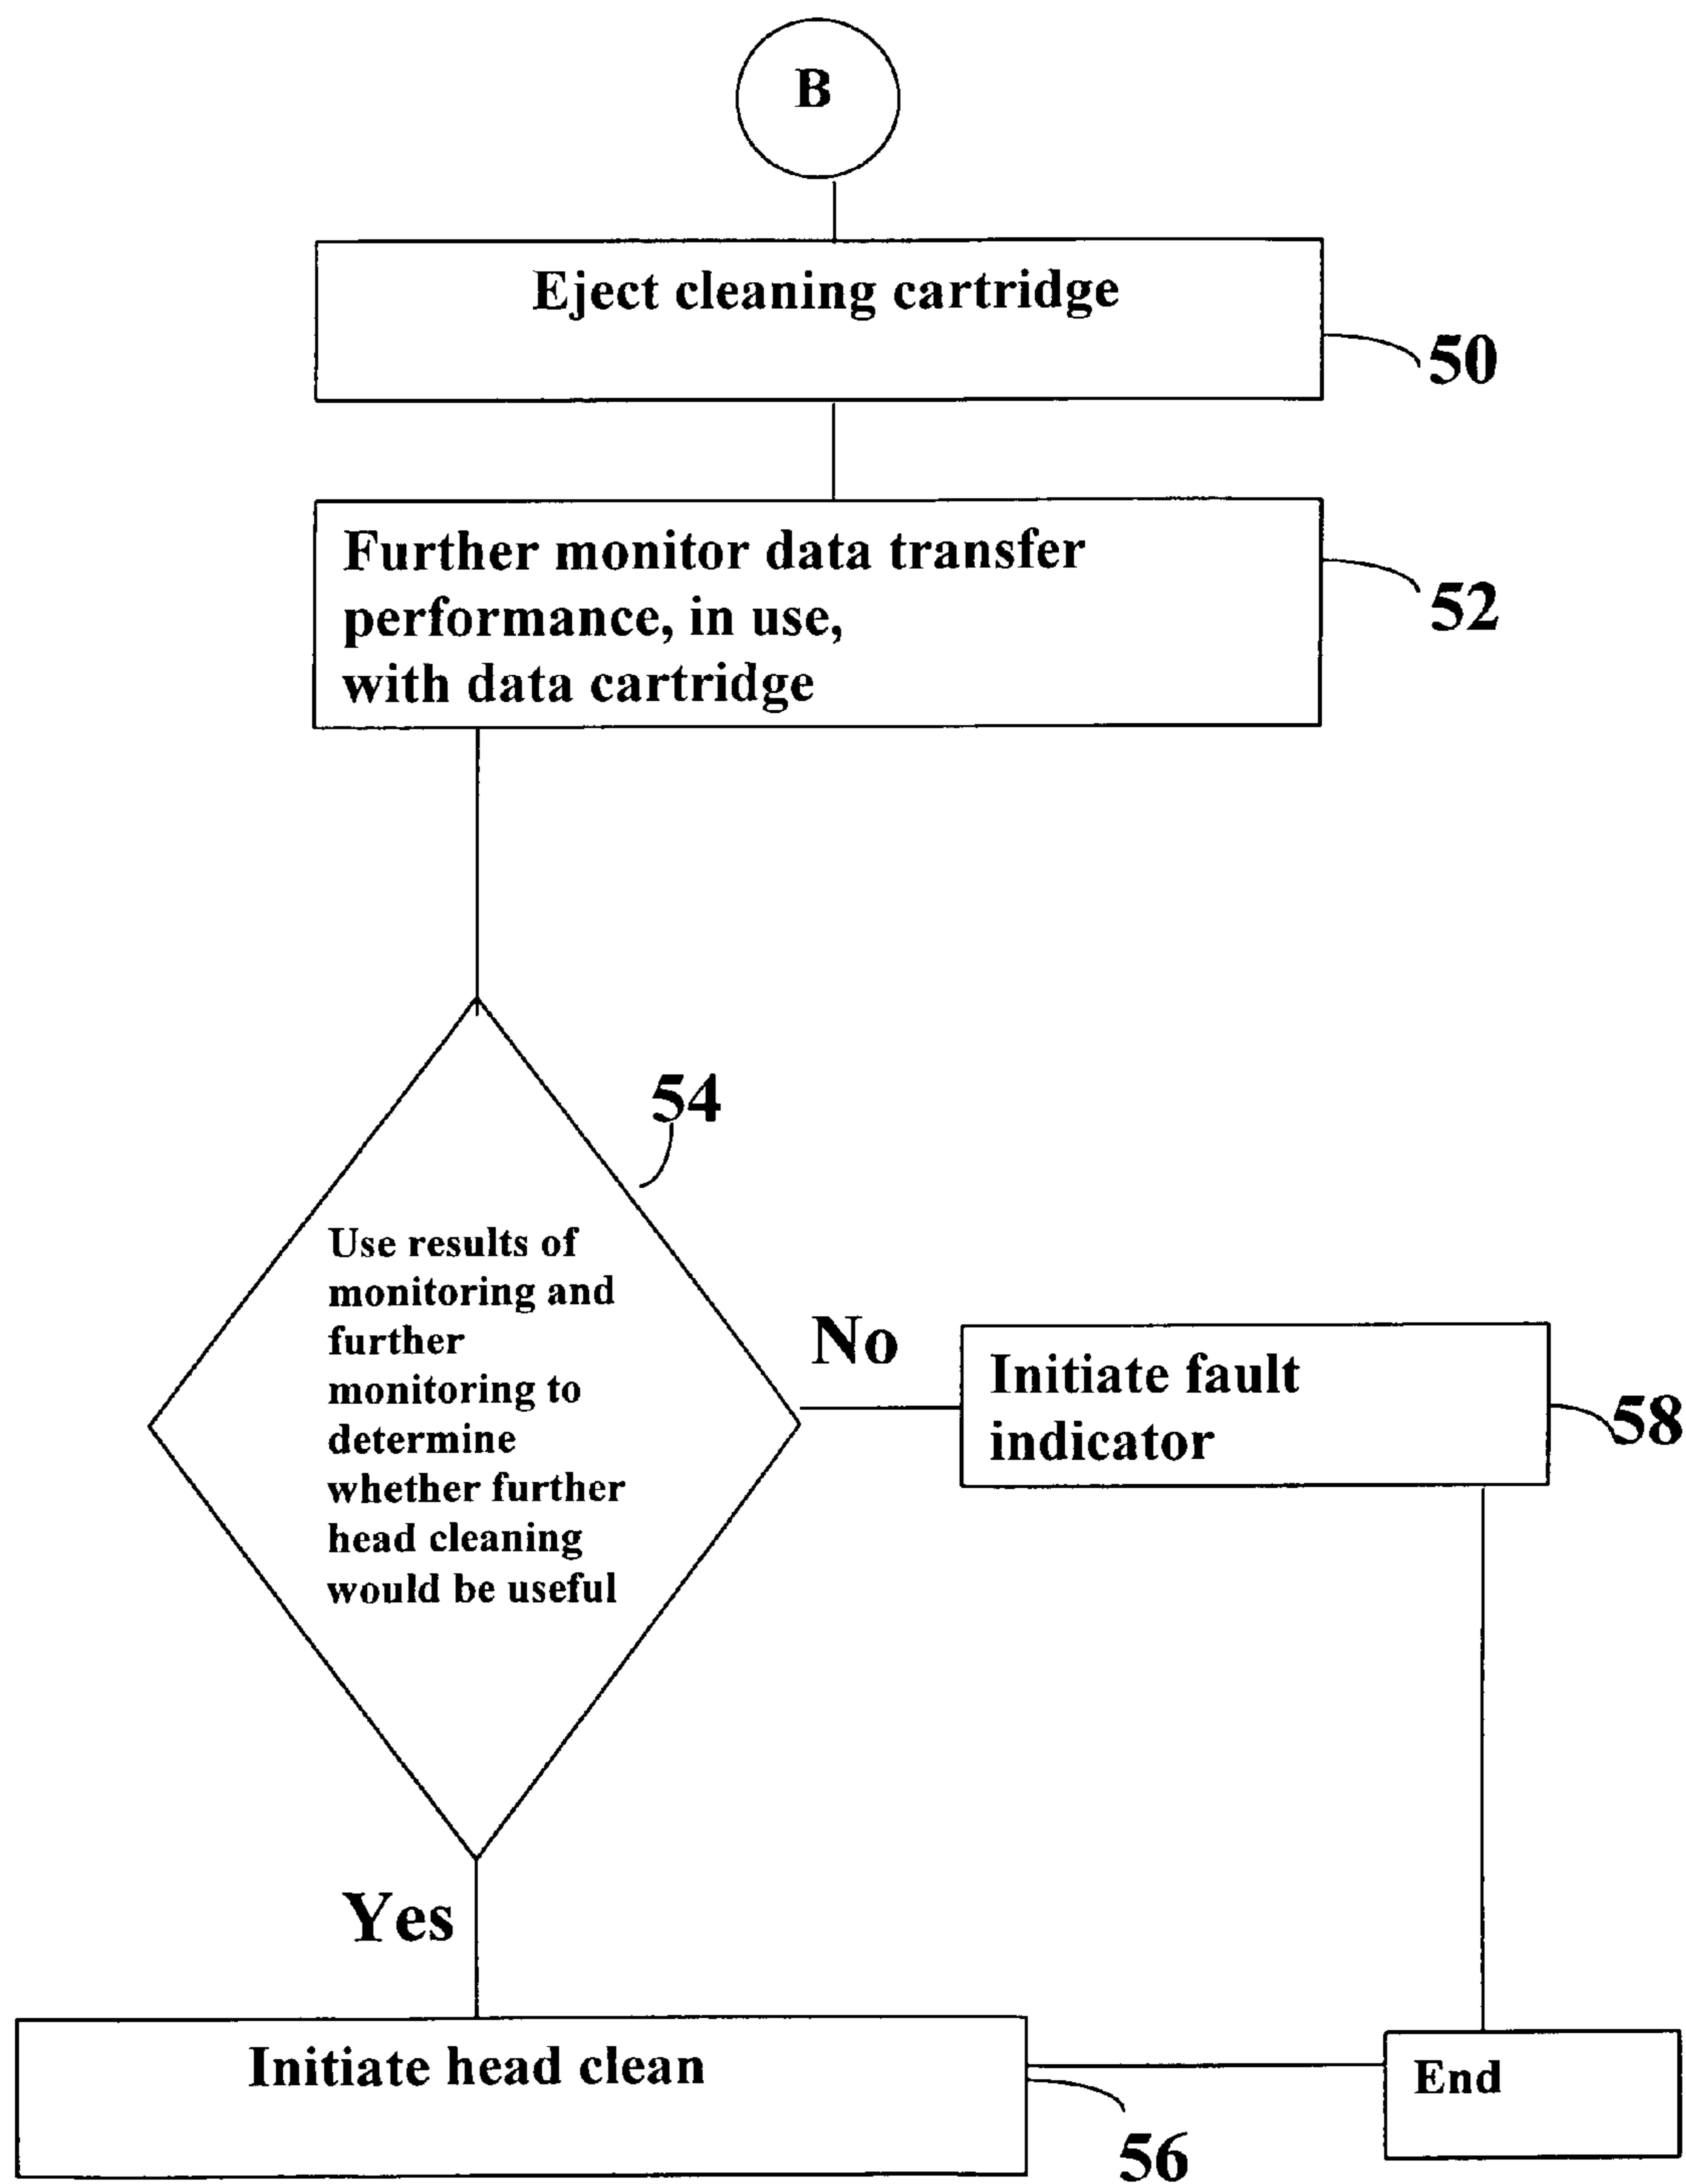 B
Eject cleaning cartridge
50
Further monitor data transfer
performance, in use,
with data cartridge
52
54
Use results of
monitoring and
further
monitoring to
determine
whether further
head cleaning
would be useful
No
Initiate fault
indicator
58
Yes
Initiate head clean
56
End